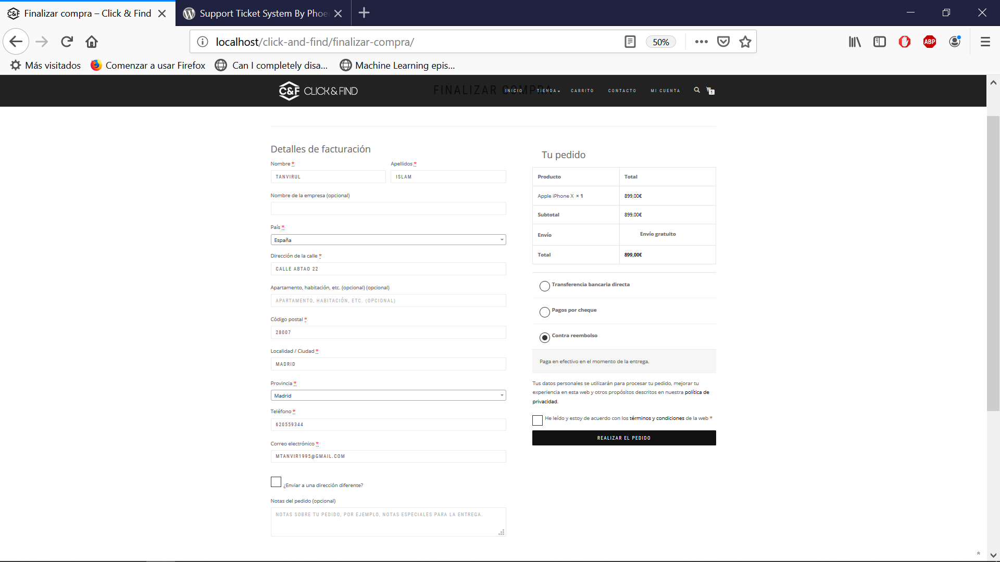 Finalizar compra – Click & Find
Support Ticket System By Phoe
localhost/click-and-find/finalizar-compra/
50%
ABP
Más visitados
Comenzar a usar Firefox
Can I completely disa...
Machine Learning epis...
C&F CLICK & FIND
FINALIZAR COMPRA
INICIO
TIENDA
CARRITO
CONTACTO
MI CUENTA
1
Detalles de facturación
Nombre *
Apellidos *
TANVIRUL
ISLAM
Nombre de la empresa (opcional)
País *
España
Dirección de la calle *
CALLE ABTAO 22
Apartamento, habitación, etc. (opcional) (opcional)
APARTAMENTO, HABITACIÓN, ETC. (OPCIONAL)
Código postal *
28007
Localidad / Ciudad *
MADRID
Provincia *
Madrid
Teléfono *
620559344
Correo electrónico *
MTANVIR1995@GMAIL.COM
¿Enviar a una dirección diferente?
Notas del pedido (opcional)
NOTAS SOBRE TU PEDIDO, POR EJEMPLO, NOTAS ESPECIALES PARA LA ENTREGA.
Tu pedido
Producto
Total
Apple iPhone X × 1
899,00€
Subtotal
899,00€
Envío
Envío gratuito
Total
899,00€
Transferencia bancaria directa
Pagos por cheque
Contra reembolso
Paga en efectivo en el momento de la entrega.
Tus datos personales se utilizarán para procesar tu pedido, mejorar tu
experiencia en esta web y otros propósitos descritos en nuestra política de
privacidad.
He leído y estoy de acuerdo con los términos y condiciones de la web *
REALIZAR EL PEDIDO